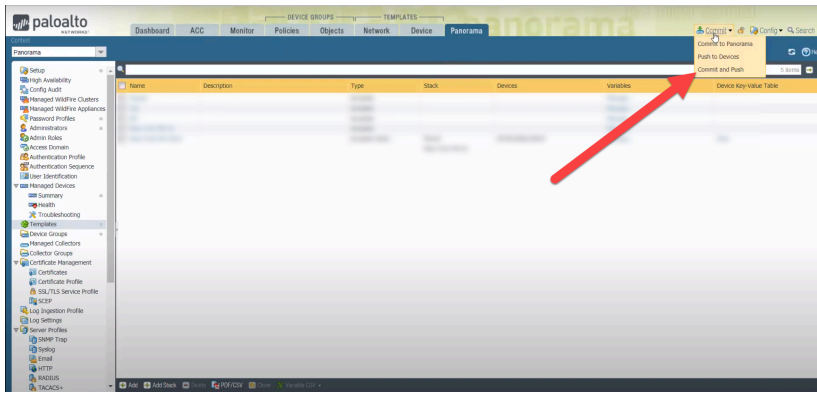 paloalto
NETWORKS
DEVICE GROUPS
TEMPLATES
Dashboard ACC Monitor Policies Objects Network Device Panorama
panorama
Commit Config Search
Context
Panorama
Commit to Panorama
Push to Devices
Commit and Push
5 items
Name Description Type Stack Devices Variables Device Key-Value Table
Setup
High Availability
Config Audit
Managed WildFire Clusters
Managed WildFire Appliances
Password Profiles
Administrators
Admin Roles
Access Domain
Authentication Profile
Authentication Sequence
User Identification
Managed Devices
Summary
Health
Troubleshooting
Templates
Device Groups
Managed Collectors
Collector Groups
Certificate Management
Certificates
Certificate Profile
SSL/TLS Service Profile
SCEP
Log Ingestion Profile
Log Settings
Server Profiles
SNMP Trap
Syslog
Email
HTTP
RADIUS
TACACS+
Add Add Stack Delete PDF/CSV Clone Variable CSV